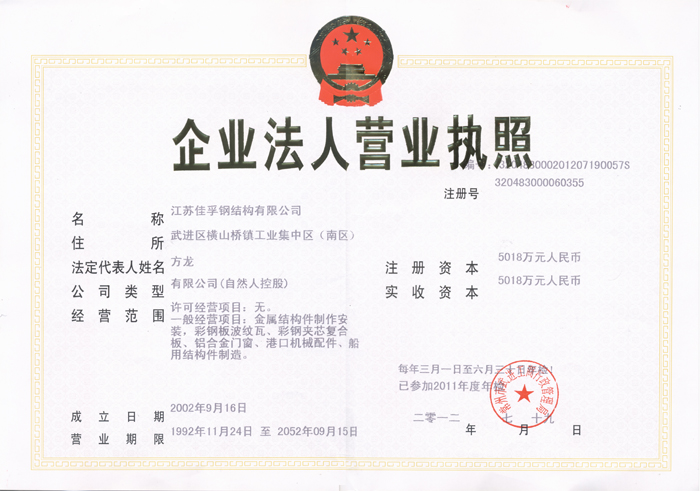 企业法人营业执照
编号:320483000201207190057S
注册号 320483000060355
名称 江苏佳孚钢结构有限公司
住所 武进区横山桥镇工业集中区(南区)
法定代表人姓名 方龙
注册资本 5018万元人民币
公司类型 有限公司(自然人控股)
实收资本 5018万元人民币
经营范围 许可经营项目:无。
一般经营项目:金属结构件制作安
装,彩钢板波纹瓦、彩钢夹芯复合
板、铝合金门窗、港口机械配件、船
用结构件制造。
每年三月一日至六月三十日年检!
已参加2011年度年检
成立日期 2002年9月16日
二零一二年 七月 十九日
营业期限 1992年11月24日 至 2052年09月15日